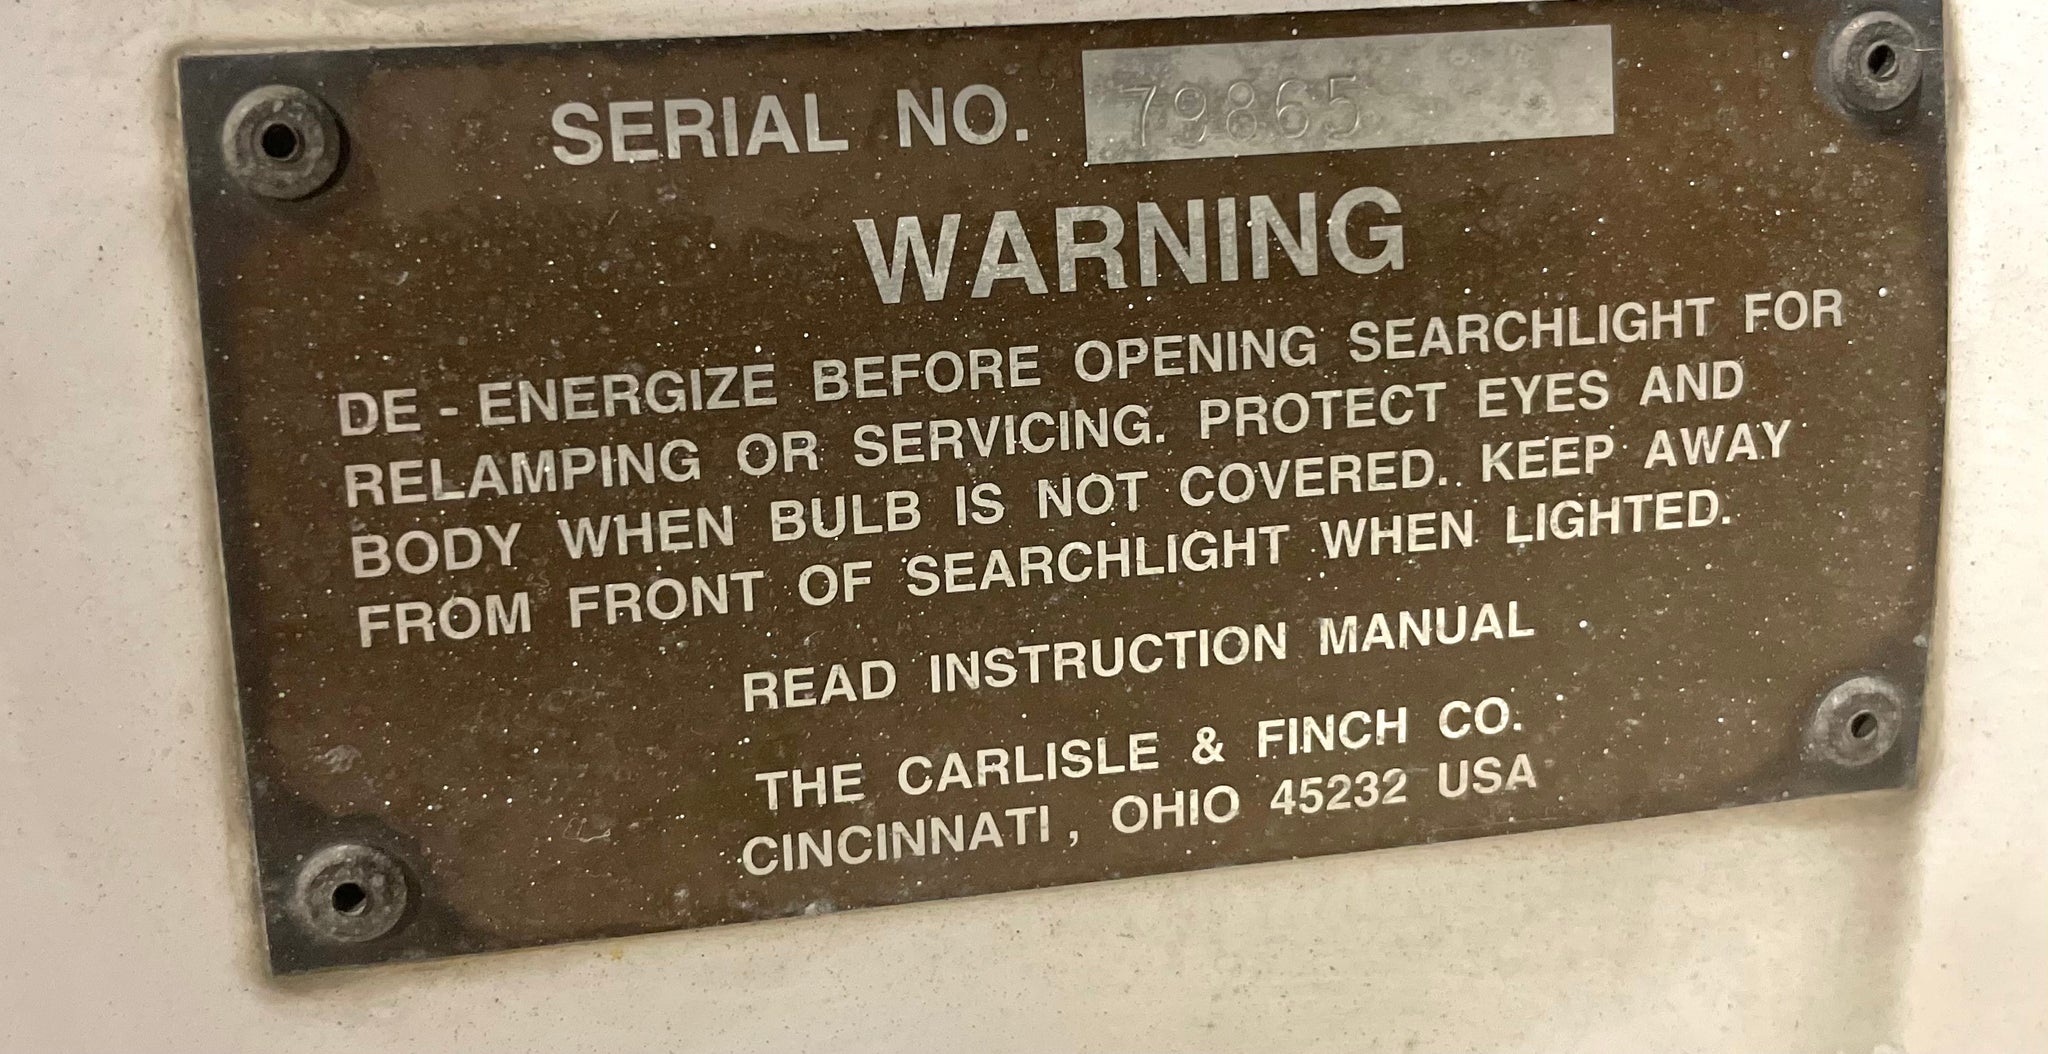 SERIAL NO. 79865
WARNING
DE - ENERGIZE BEFORE OPENING SEARCHLIGHT FOR
RELAMPING OR SERVICING. PROTECT EYES AND
BODY WHEN BULB IS NOT COVERED. KEEP AWAY
FROM FRONT OF SEARCHLIGHT WHEN LIGHTED.
READ INSTRUCTION MANUAL
THE CARLISLE & FINCH CO.
CINCINNATI, OHIO 45232 USA